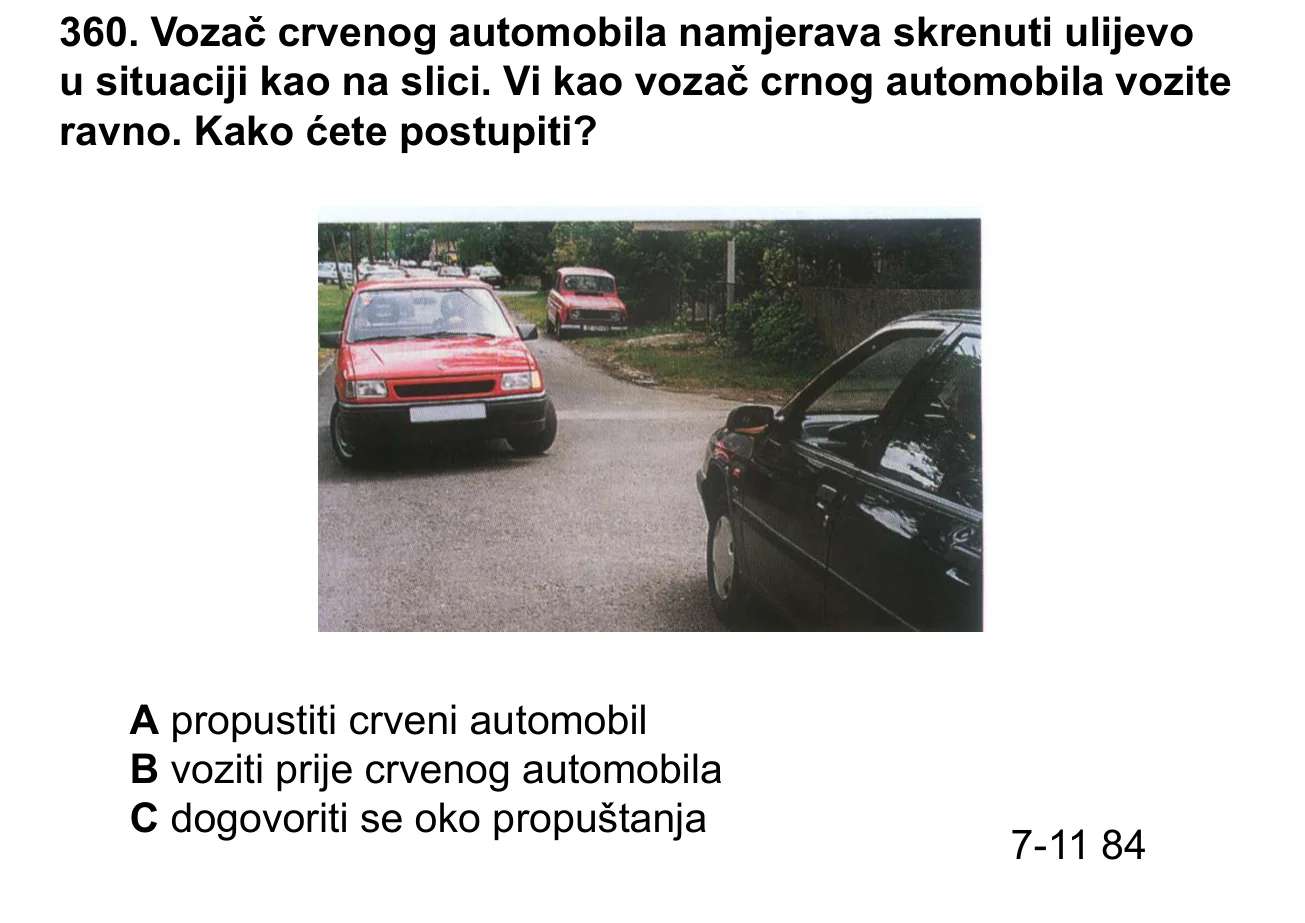 360. Vozač crvenog automobila namjerava skrenuti ulijevo
u situaciji kao na slici. Vi kao vozač crnog automobila vozite
ravno. Kako ćete postupiti?
A propustiti crveni automobil
B voziti prije crvenog automobila
C dogovoriti se oko propuštanja
7-11 84